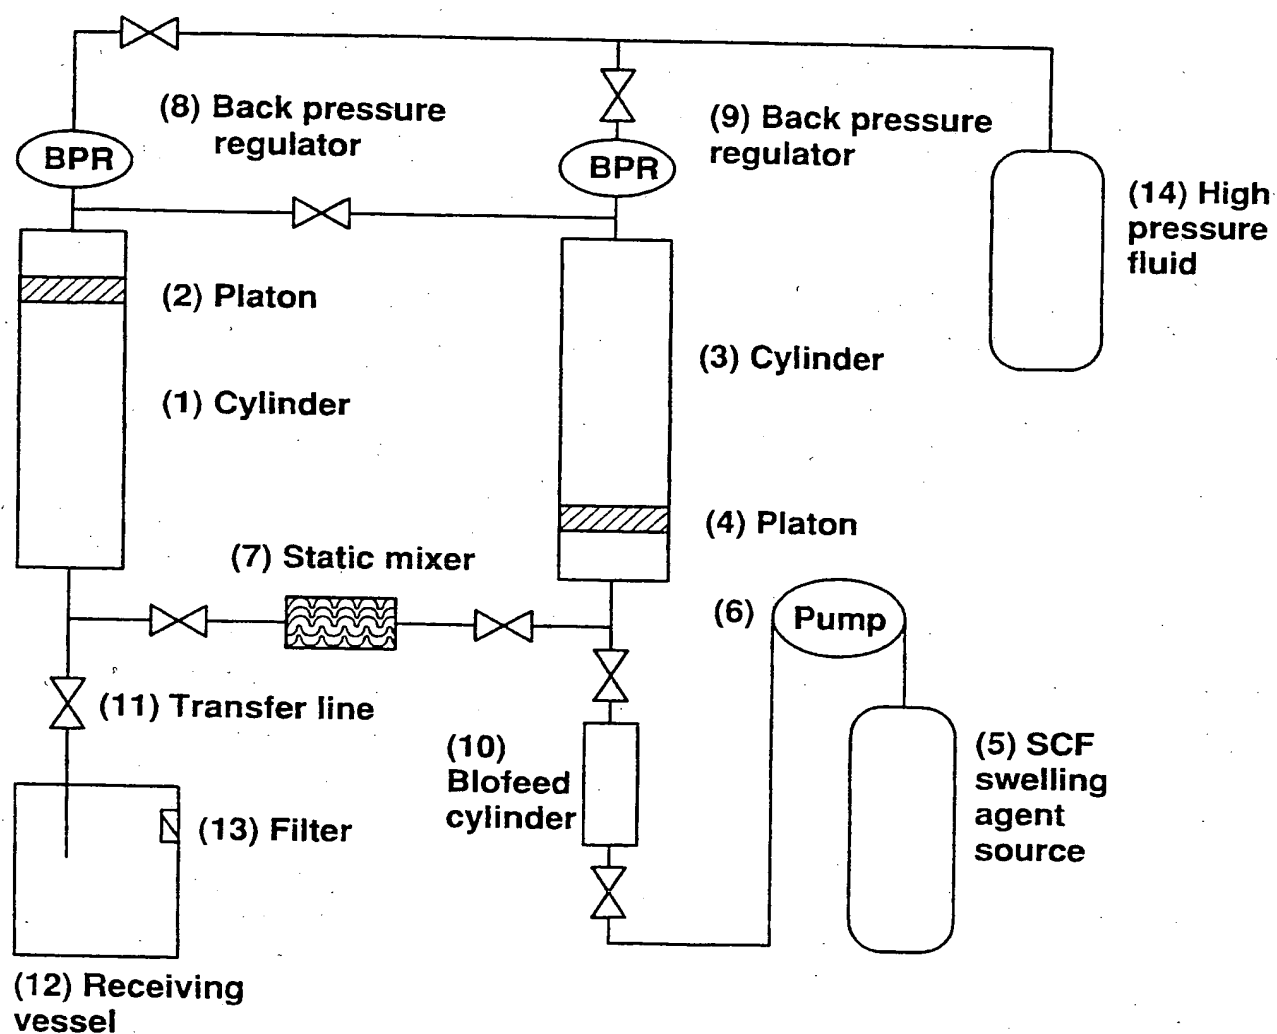 (8) Back pressure
regulator
(9) Back pressure
regulator
BPR
BPR
(14) High
pressure
fluid
(2) Platon
(3) Cylinder
(1) Cylinder
(4) Platon
(7) Static mixer
(6)
Pump
(11) Transfer line
(10)
Blofeed
cylinder
(5) SCF
swelling
agent
source
(13) Filter
(12) Receiving
vessel